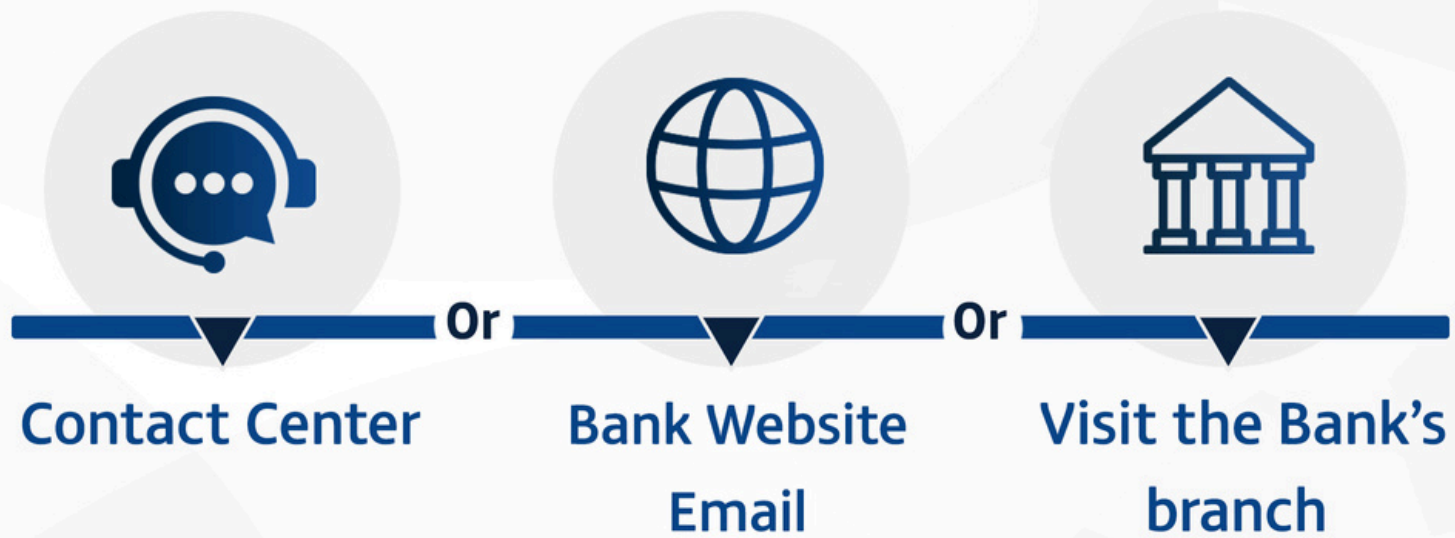 Or
Or
Contact Center
Bank Website
Email
Visit the Bank's
branch